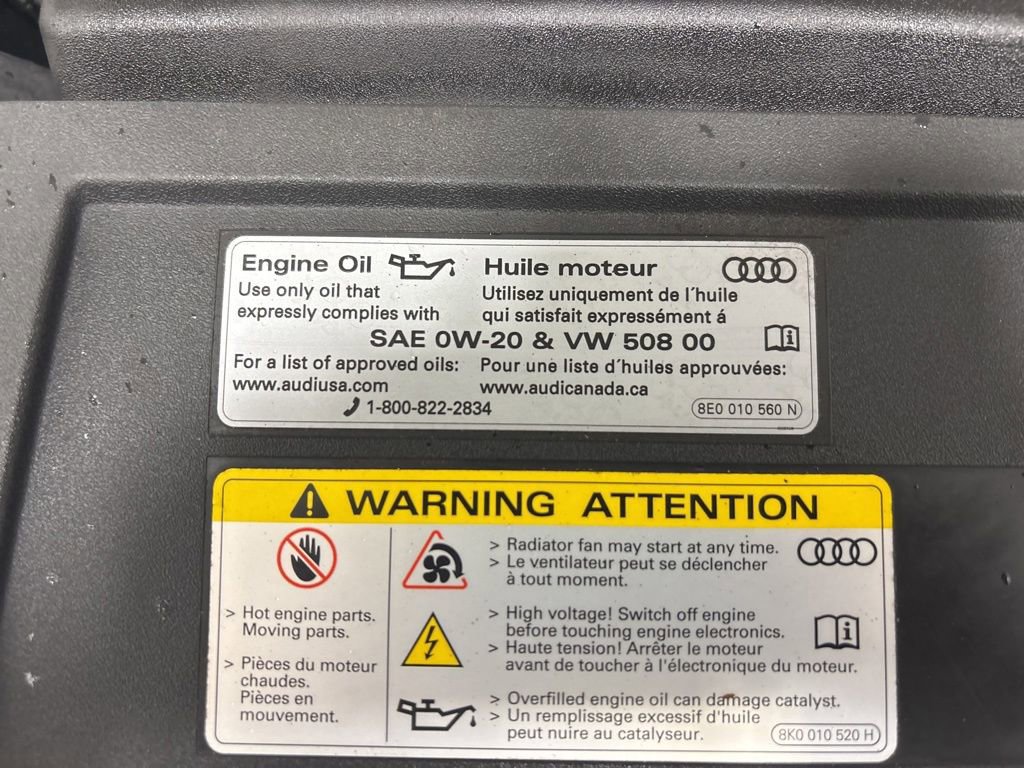 Engine Oil Huile moteur
Use only oil that Utilisez uniquement de l´huile
expressly complies with qui satisfait expressément á
SAE 0W-20 & VW 508 00
For a list of approved oils: Pour une liste d´huiles approuvées:
www.audiusa.com www.audicanada.ca
1-800-822-2834 8E0 010 560 N
WARNING ATTENTION
> Hot engine parts.
Moving parts.
> Pièces du moteur
chaudes.
Pièces en
mouvement.
> Radiator fan may start at any time.
> Le ventilateur peut se déclencher
à tout moment.
> High voltage! Switch off engine
before touching engine electronics.
> Haute tension! Arrêter le moteur
avant de toucher à l'électronique du moteur.
> Overfilled engine oil can damage catalyst.
> Un remplissage excessif d'huile
peut nuire au catalyseur.
8K0 010 520 H